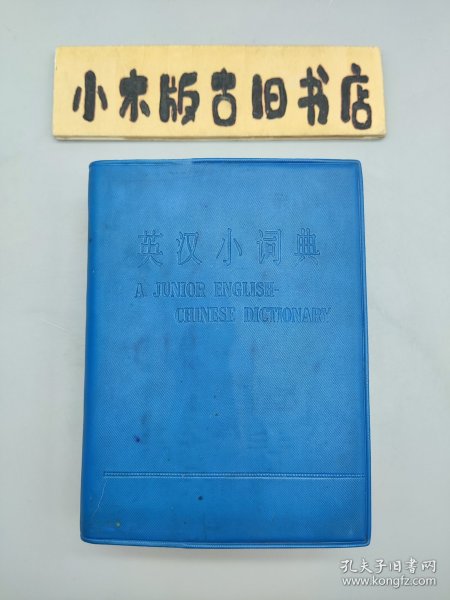 小木版古旧书店
英汉小词典
A JUNIOR ENGLISH-
CHINESE DICTIONARY
孔夫子旧书网
www.kongfz.com